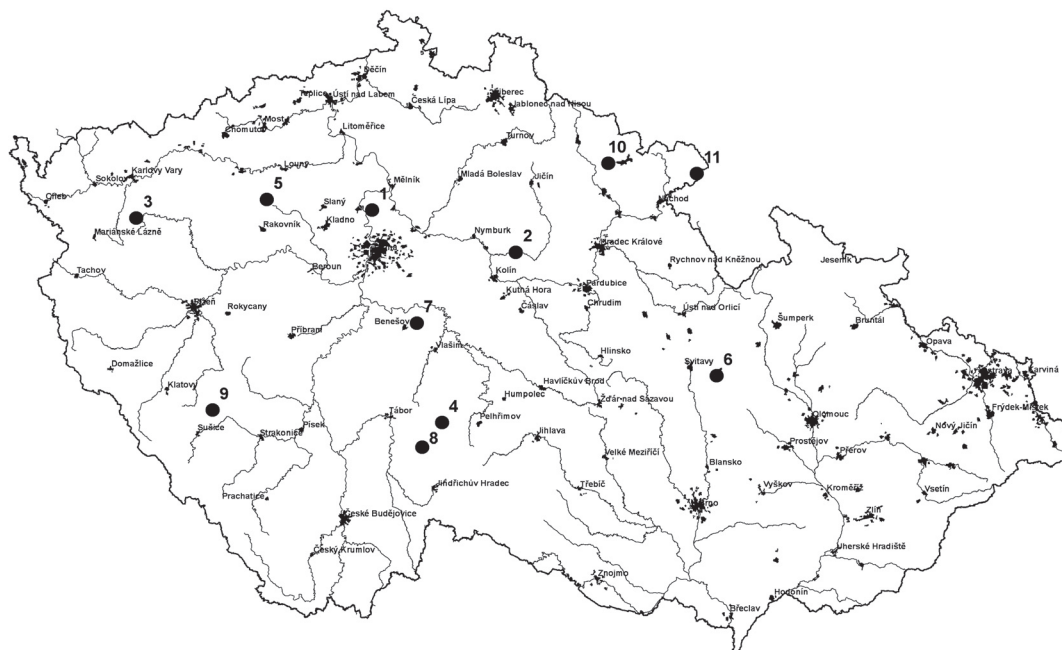 Děčín
Teplice
Ústí nad Labem
Česká Lípa
Liberec
Jablonec nad Nisou
Most
Chomutov
Litoměřice
Turnov
10
11
Karlovy Vary
Sokolov
Cheb
Louny
5
Mělník
Mladá Boleslav
Jičín
Slaný
1
Kladno
3
Náchod
Mariánské Lázně
Rakovník
Nymburk
2
Hradec Králové
Tachov
Beroun
Kolín
Rychnov nad Kněžnou
Jeseník
Kutná Hora
Pardubice
Čáslav
Chrudim
Plzeň
Rokycany
7
Benešov
Příbram
Ústí nad Orlicí
Šumperk
Bruntál
Vlašim
Hlinsko
Opava
Domažlice
Svitavy
6
Ostrava
Karviná
Klatovy
Humpolec
Havlíčkův Brod
9
4
Žďár nad Sázavou
Tábor
Pelhřimov
Olomouc
Frýdek-Místek
Sušice
Strakonice
Písek
8
Jihlava
Nový Jičín
Prostějov
Přerov
Velké Meziříčí
Blansko
Jindřichův Hradec
Třebíč
Vyškov
Kroměříž
Vsetín
Prachatice
Brno
Zlín
České Budějovice
Český Krumlov
Uherské Hradiště
Znojmo
Hodonín
Břeclav